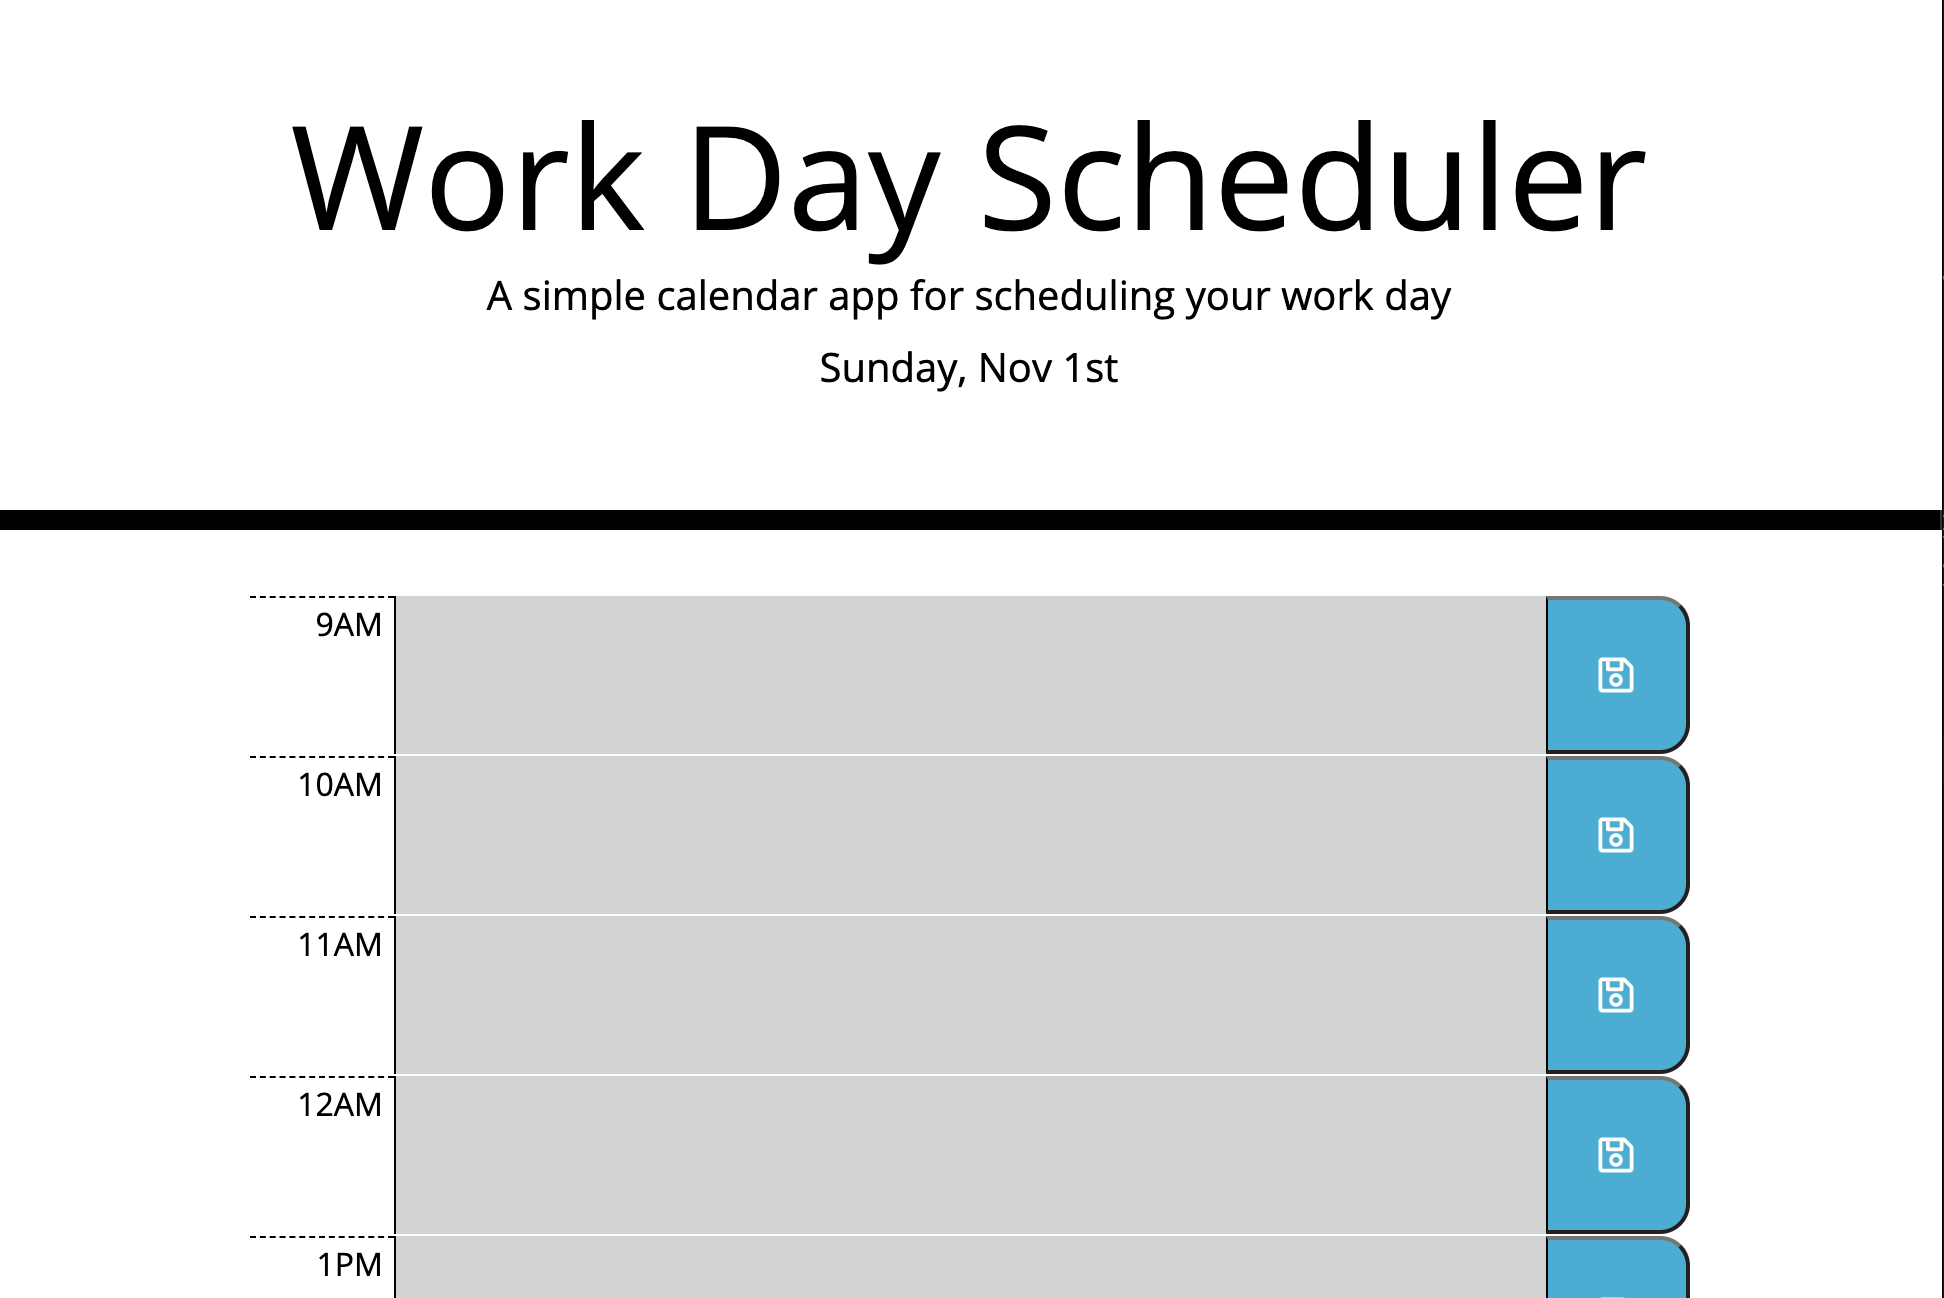 Work Day Scheduler
A simple calendar app for scheduling your work day
Sunday, Nov 1st
9AM
10AM
11AM
12AM
1PM